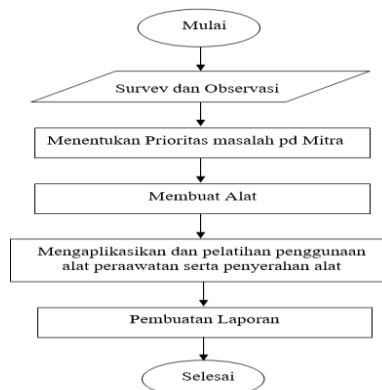 Mulai
Survev dan Observasi
Menentukan Prioritas masalah pd Mitra
Membuat Alat
Mengaplikasikan dan pelatihan penggunaan
alat peraawatan serta penyerahan alat
Pembuatan Laporan
Selesai